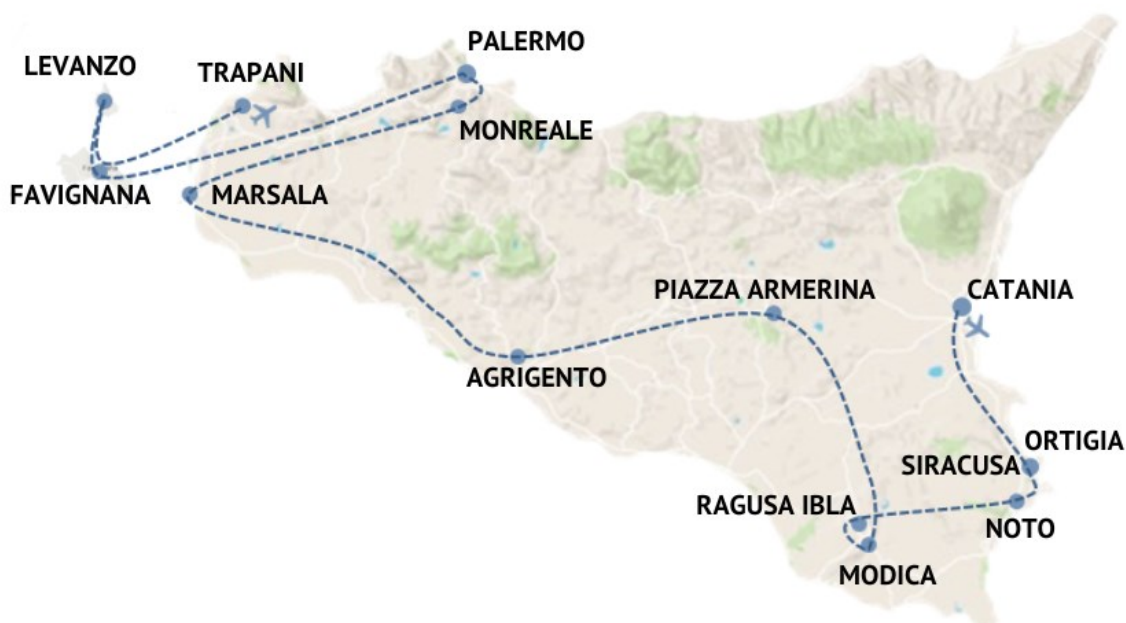 PALERMO
LEVANZO
TRAPANI
MONREALE
FAVIGNANA
MARSALA
PIAZZA ARMERINA
CATANIA
AGRIGENTO
ORTIGIA
SIRACUSA
RAGUSA IBLA
NOTO
MODICA